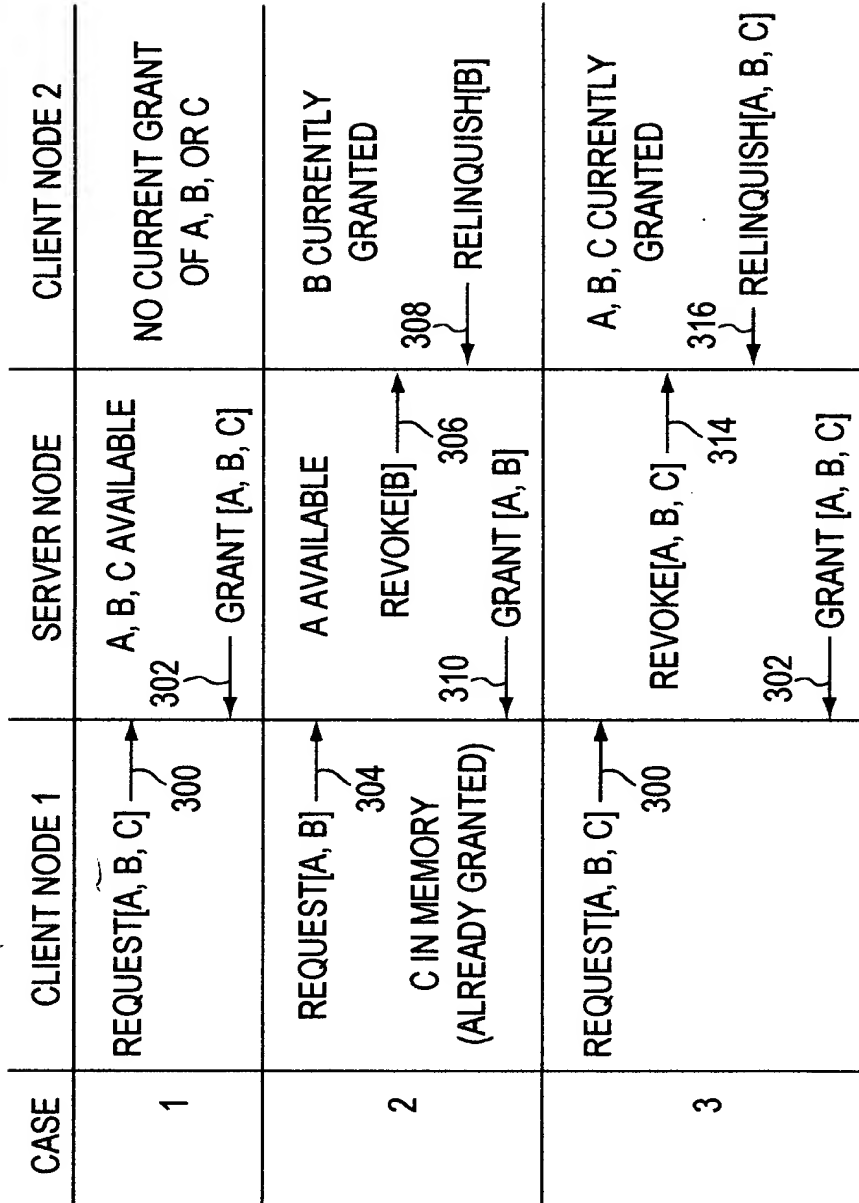 CASE
CLIENT NODE 1
SERVER NODE
CLIENT NODE 2
1
REQUEST[A, B, C]
300
A, B, C AVAILABLE
302
GRANT [A, B, C]
NO CURRENT GRANT
OF A, B, OR C
2
REQUEST[A, B]
304
C IN MEMORY
(ALREADY GRANTED)
A AVAILABLE
REVOKE[B]
306
310
GRANT [A, B]
B CURRENTLY
GRANTED
308
RELINQUISH[B]
3
REQUEST[A, B, C]
300
REVOKE[A, B, C]
314
302
GRANT [A, B, C]
A, B, C CURRENTLY
GRANTED
316
RELINQUISH[A, B, C]